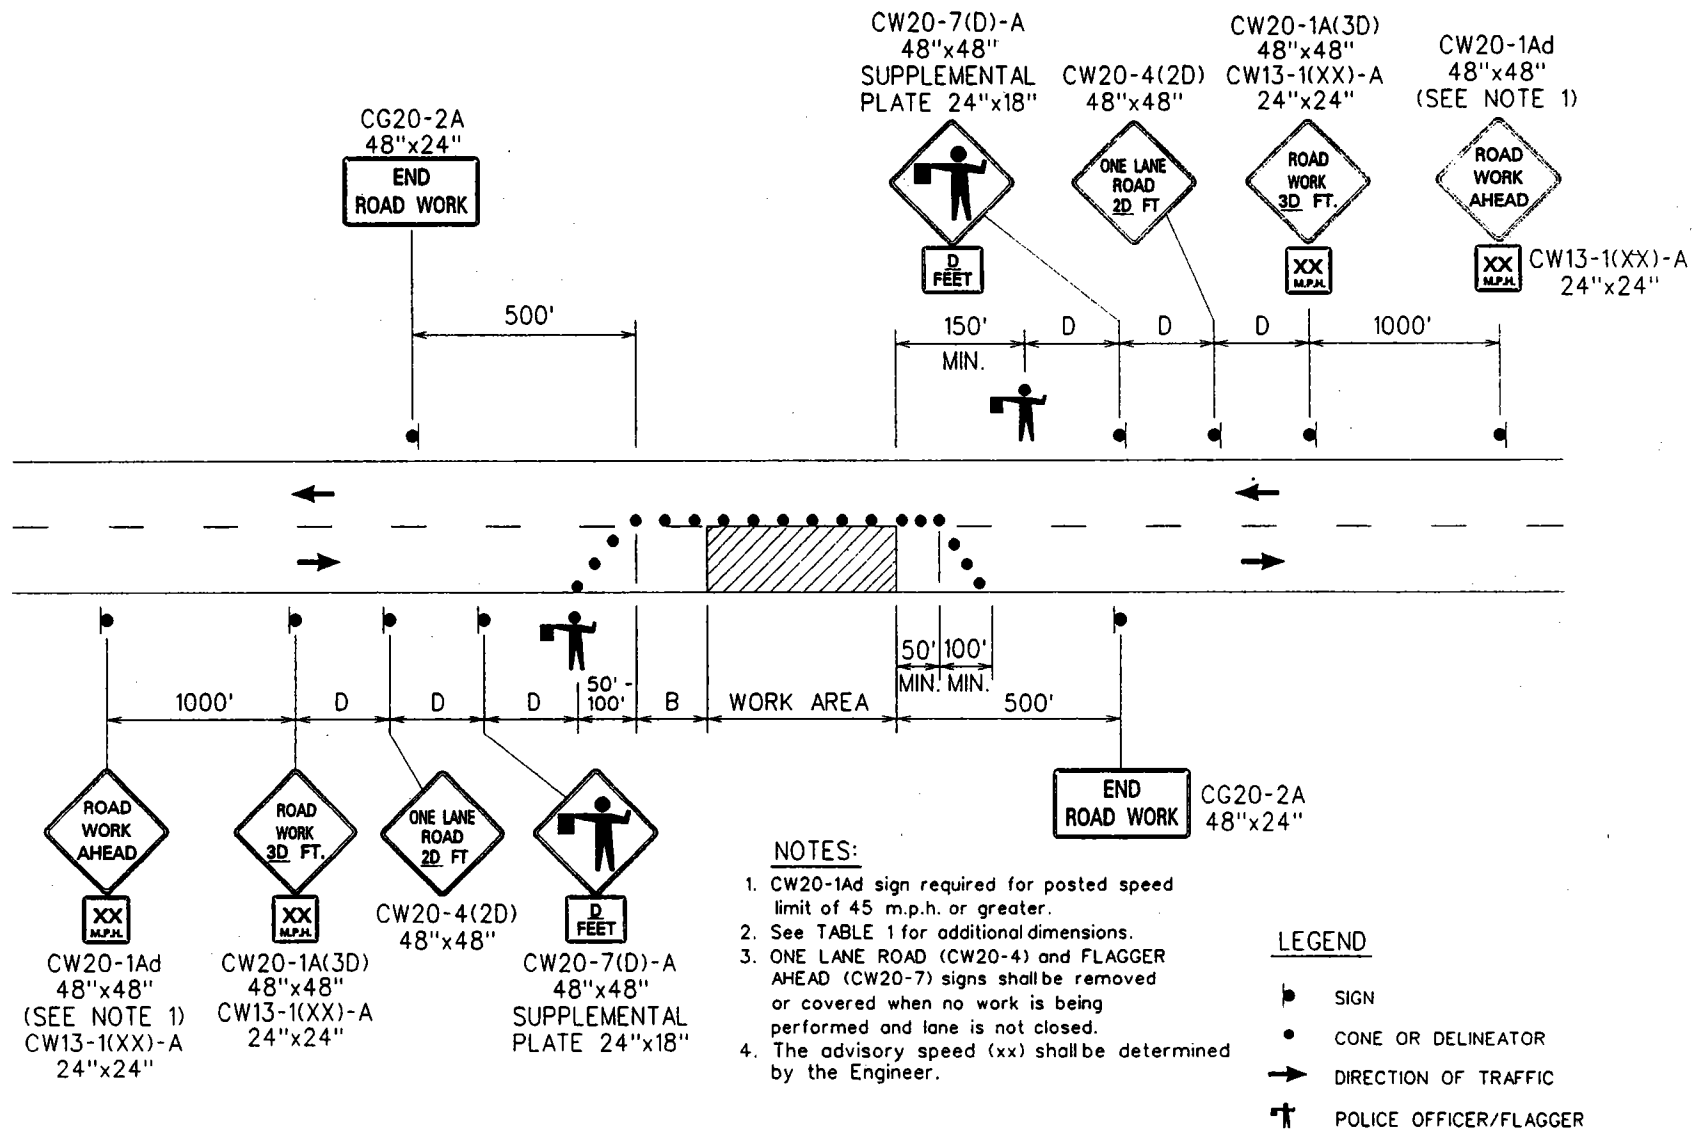 CW20-7(D)-A
48"x48"
SUPPLEMENTAL
PLATE 24"x18"
CW20-4(2D)
48"x48"
CW20-1A(3D)
48"x48"
CW13-1(XX)-A
24"x24"
CW20-1Ad
48"x48"
(SEE NOTE 1)
CG20-2A
48"x24"
END
ROAD WORK
D
FEET
ONE LANE
ROAD
2D FT
ROAD
WORK
3D FT.
XX
M.P.H.
ROAD
WORK
AHEAD
XX
M.P.H.
CW13-1(XX)-A
24"x24"
500'
150'
MIN.
D
D
D
1000'
50'
MIN.
100'
MIN.
1000'
D
D
D
50' -
100'
B
WORK AREA
500'
ROAD
WORK
AHEAD
XX
M.P.H.
CW20-1Ad
48"x48"
(SEE NOTE 1)
CW13-1(XX)-A
24"x24"
ROAD
WORK
3D FT.
XX
M.P.H.
CW20-1A(3D)
48"x48"
CW13-1(XX)-A
24"x24"
ONE LANE
ROAD
2D FT
CW20-4(2D)
48"x48"
D
FEET
CW20-7(D)-A
48"x48"
SUPPLEMENTAL
PLATE 24"x18"
END
ROAD WORK
CG20-2A
48"x24"
NOTES:
1. CW20-1Ad sign required for posted speed
limit of 45 m.p.h. or greater.
2. See TABLE 1 for additional dimensions.
3. ONE LANE ROAD (CW20-4) and FLAGGER
AHEAD (CW20-7) signs shall be removed
or covered when no work is being
performed and lane is not closed.
4. The advisory speed (xx) shall be determined
by the Engineer.
LEGEND
SIGN
CONE OR DELINEATOR
DIRECTION OF TRAFFIC
POLICE OFFICER/FLAGGER